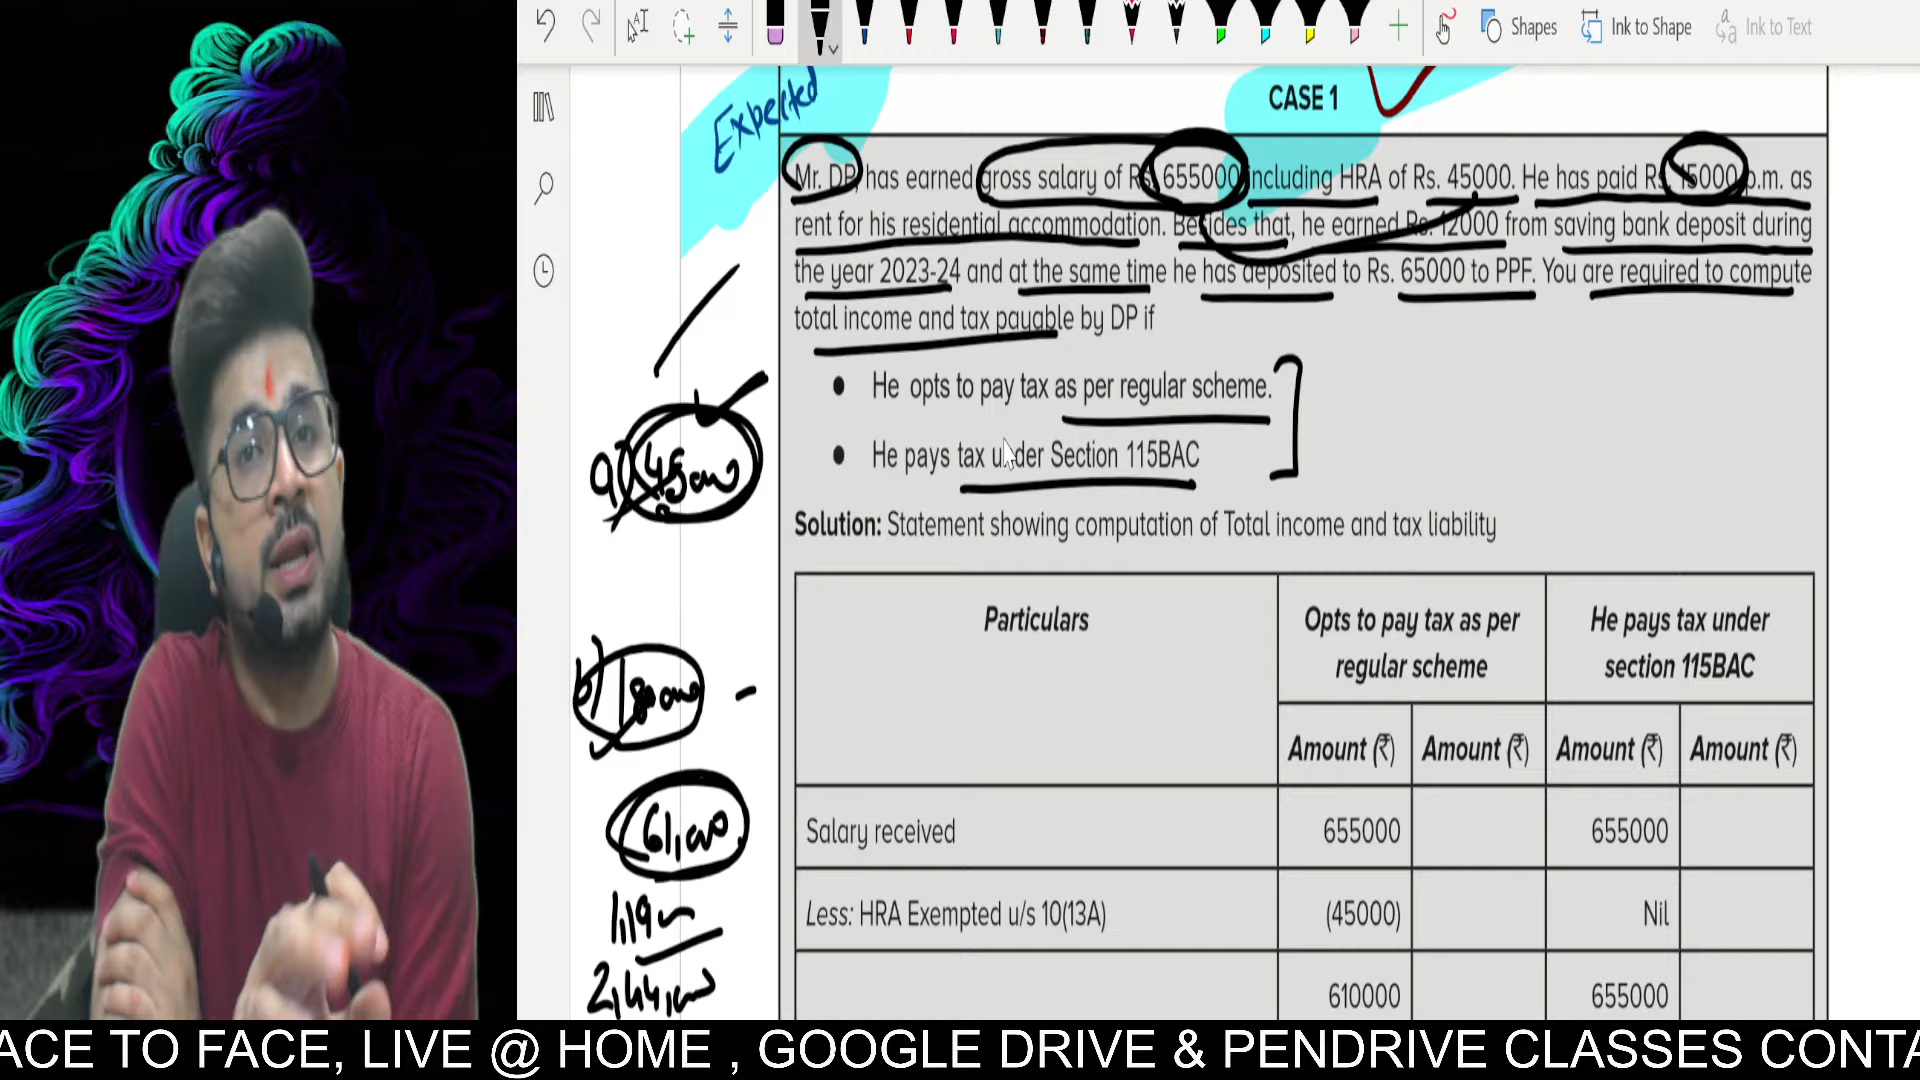 Shapes
Ink to Shape
Ink to Text
Expected
CASE 1
Mr. DP, has earned gross salary of Rs. 655000 including HRA of Rs. 45000. He has paid Rs. 15000 p.m. as
rent for his residential accommodation. Besides that, he earned Rs. 12000 from saving bank deposit during
the year 2023-24 and at the same time he has deposited to Rs. 65000 to PPF. You are required to compute
total income and tax payable by DP if
● He opts to pay tax as per regular scheme.
● He pays tax under Section 115BAC
a) 45000
Solution: Statement showing computation of Total income and tax liability
Particulars
Opts to pay tax as per
regular scheme
He pays tax under
section 115BAC
b) 180000 -
Amount (₹) Amount (₹) Amount (₹) Amount (₹)
61,000
Salary received 655000 655000
Less: HRA Exempted u/s 10(13A) (45000) Nil
610000 655000
ACE TO FACE, LIVE @ HOME , GOOGLE DRIVE & PENDRIVE CLASSES CONTA